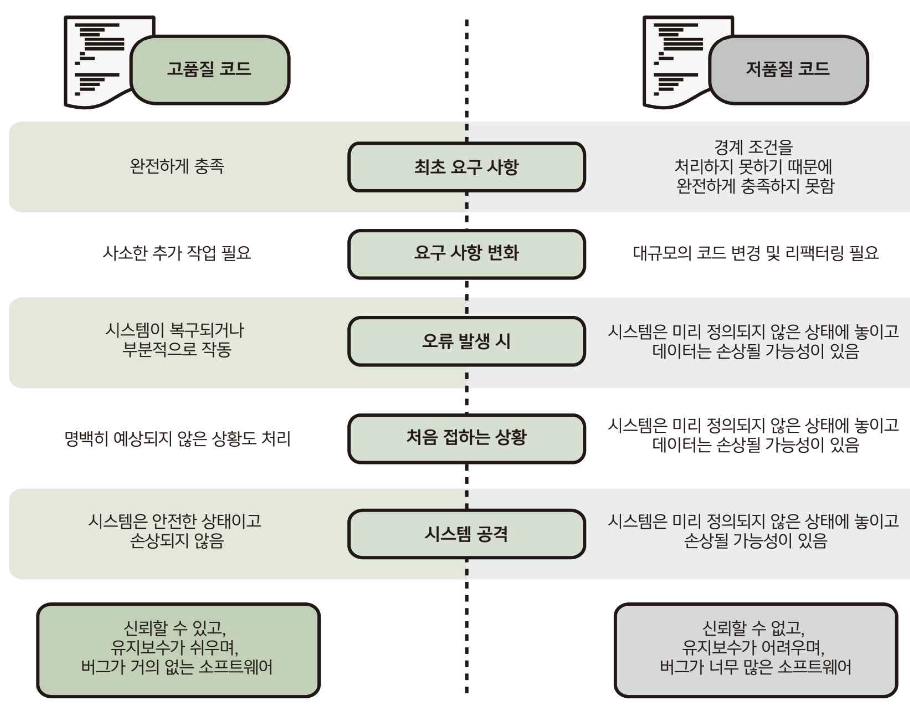 고품질 코드
저품질 코드
완전하게 충족
최초 요구 사항
경계 조건을
처리하지 못하기 때문에
완전하게 충족하지 못함
사소한 추가 작업 필요
요구 사항 변화
대규모의 코드 변경 및 리팩터링 필요
시스템이 복구되거나
부분적으로 작동
오류 발생 시
시스템은 미리 정의되지 않은 상태에 놓이고
데이터는 손상될 가능성이 있음
명백히 예상되지 않은 상황도 처리
처음 접하는 상황
시스템은 미리 정의되지 않은 상태에 놓이고
데이터는 손상될 가능성이 있음
시스템은 안전한 상태이고
손상되지 않음
시스템 공격
시스템은 미리 정의되지 않은 상태에 놓이고
손상될 가능성이 있음
신뢰할 수 있고,
유지보수가 쉬우며,
버그가 거의 없는 소프트웨어
신뢰할 수 없고,
유지보수가 어려우며,
버그가 너무 많은 소프트웨어